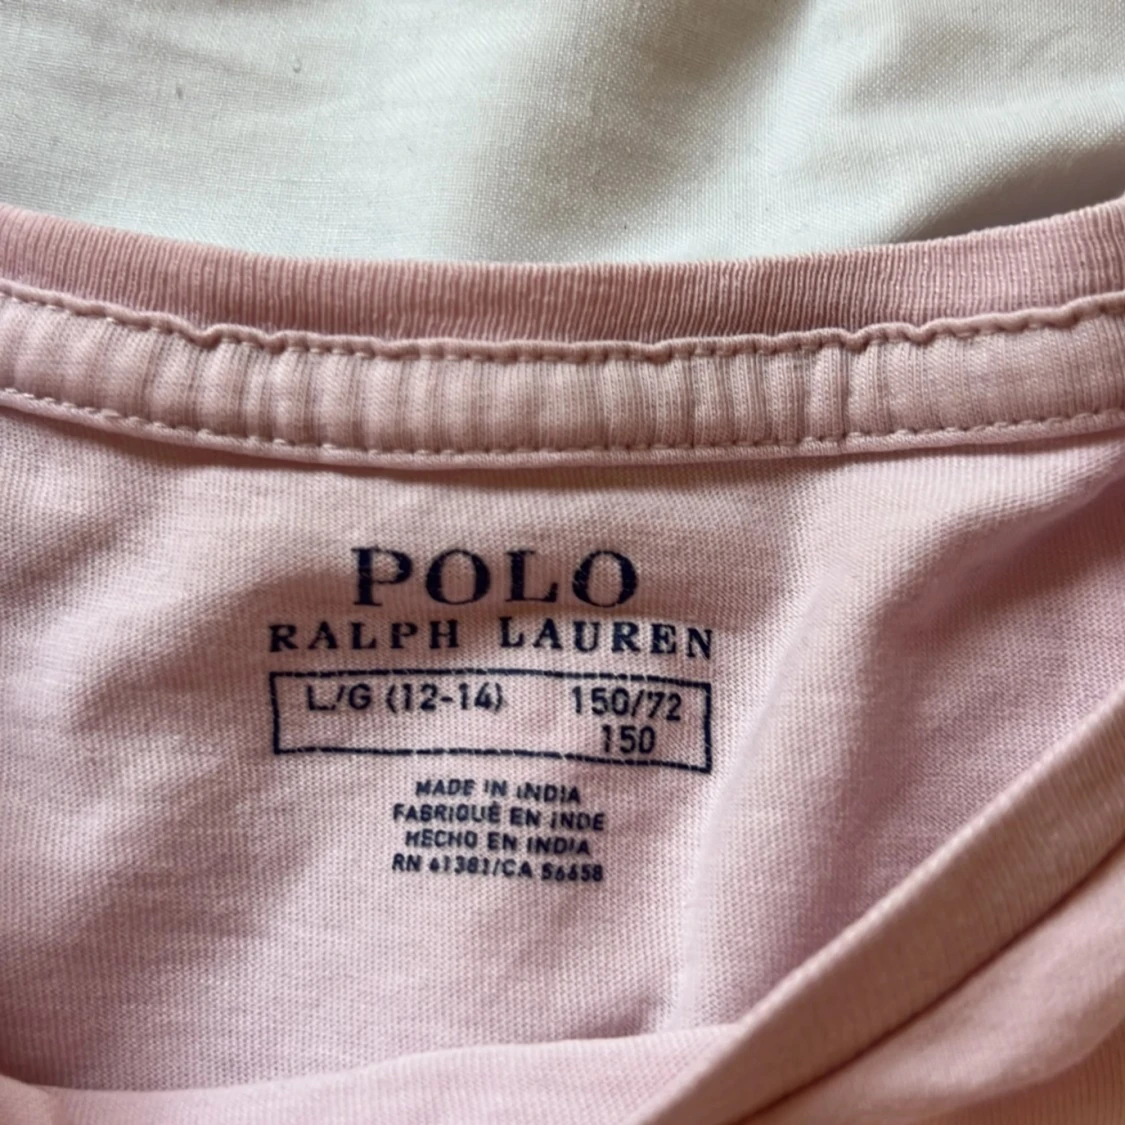 POLO
RALPH LAUREN
L/G (12-14) 150/72
150
MADE IN INDIA
FABRIQUÉ EN INDE
HECHO EN INDIA
RN 41381/CA 56658